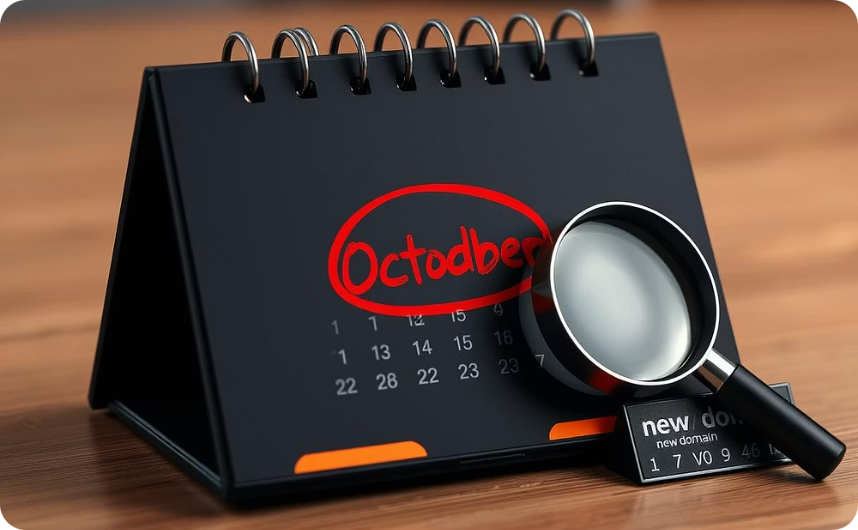 Octodber
1 1 12 15 9
1 13 14 15 16
22 28 22 23 23 7
new do
new domain
1 7 V0 9 46